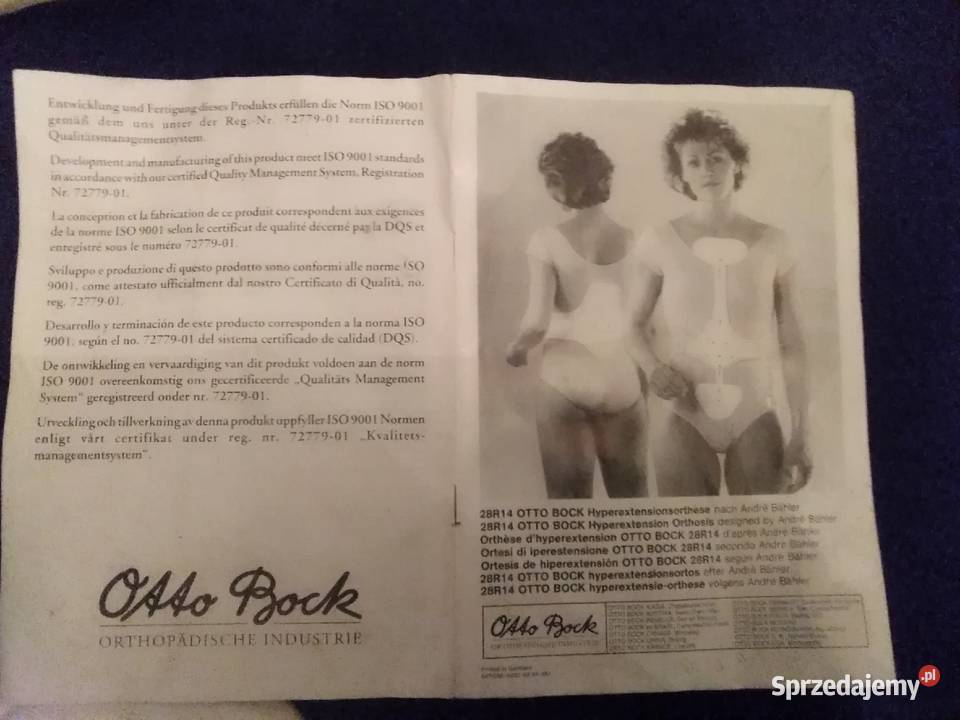 Entwicklung und Fertigung dieses Produkts erfüllen die Norm ISO 9001
gemäß dem uns unter der Reg.-Nr. 72779-01 zertifizierten
Qualitätsmanagementsystem.
Development and manufacturing of this product meet ISO 9001 standards
in accordance with our certified Quality Management System, Registration
Nr. 72779-01.
La conception et la fabrication de ce produit correspondent aux exigences
de la norme ISO 9001 selon le certificat de qualité décerné par la DQS et
enregistré sous le numéro 72779-01.
Sviluppo e produzione di questo prodotto sono conformi alle norme ISO
9001, come attestato ufficialment dal nostro Certificato di Qualità, no.
reg. 72779-01.
Desarrollo y terminación de este producto corresponden a la norma ISO
9001, según el no. 72779-01 del sistema certificado de calidad (DQS).
De ontwikkeling en vervaardiging van dit produkt voldoen aan de norm
ISO 9001 overeenkomstig ons gecertificeerde „Qualitäts Management
System“ geregistreerd onder nr. 72779-01.
Utveckling och tillverkning av denna produkt uppfyller ISO 9001 Normen
enligt vårt certifikat under reg. nr. 72779-01 „Kvalitets-
managementsystem“.
Otto Bock
ORTHOPÄDISCHE INDUSTRIE
28R14 OTTO BOCK Hyperextensionsorthese nach André Bähler
28R14 OTTO BOCK Hyperextension Orthosis designed by André Bähler
Orthèse d'hyperextension OTTO BOCK 28R14 d'après André Bähler
Ortesi di iperestensione OTTO BOCK 28R14 secondo André Bähler
Ortesis de hiperextensión OTTO BOCK 28R14 según André Bähler
28R14 OTTO BOCK hyperextensionsortos efter André Bähler
28R14 OTTO BOCK hyperextensie-orthese volgens André Bähler
Otto Bock
ORTHOPÄDISCHE INDUSTRIE
Printed in Germany
Sprzedajemy.pl